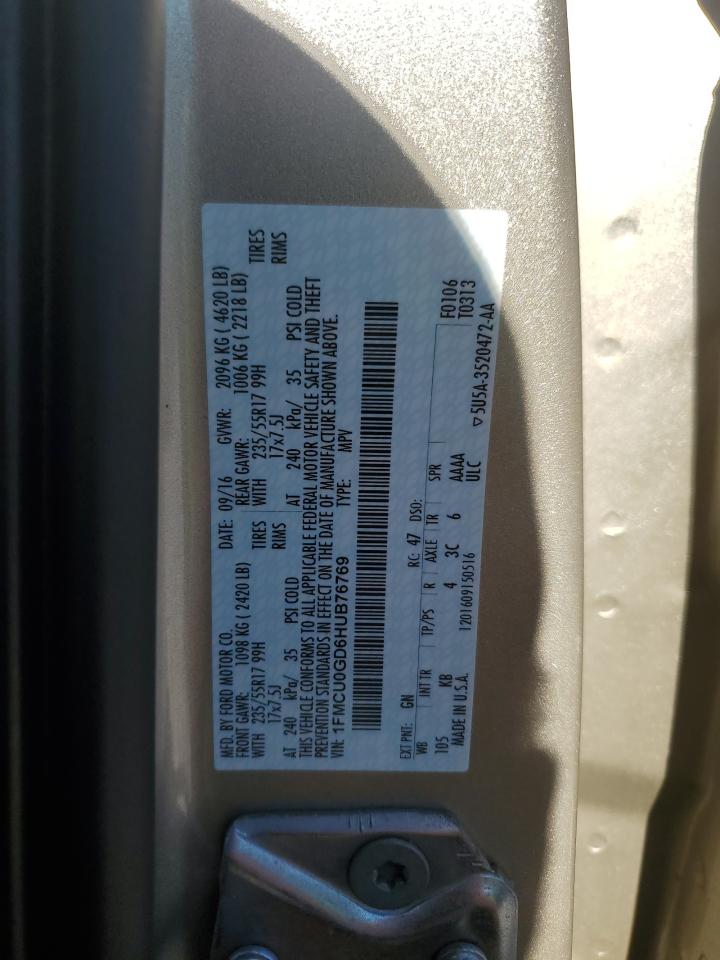 MFD. BY FORD MOTOR CO. DATE: 09/16 GVWR: 2096 KG ( 4620 LB)
FRONT GAWR: 1098 KG ( 2420 LB) REAR GAWR: 1006 KG ( 2218 LB)
WITH 235/55R17 99H TIRES WITH 235/55R17 99H TIRES
17x7.5J RIMS 17x7.5J RIMS
AT 240 kPa/ 35 PSI COLD AT 240 kPa/ 35 PSI COLD
THIS VEHICLE CONFORMS TO ALL APPLICABLE FEDERAL MOTOR VEHICLE SAFETY AND THEFT
PREVENTION STANDARDS IN EFFECT ON THE DATE OF MANUFACTURE SHOWN ABOVE.
VIN: 1FMCU0GD6HUB76769 TYPE: MPV
EXT PNT: GN RC: 47 DSO: F0106
WB INT TR TP/PS R AXLE TR SPR T0313
105 KB 4 3C 6 AAAA
MADE IN U.S.A. 1201609150516 ULC ▽5U5A-3520472-AA